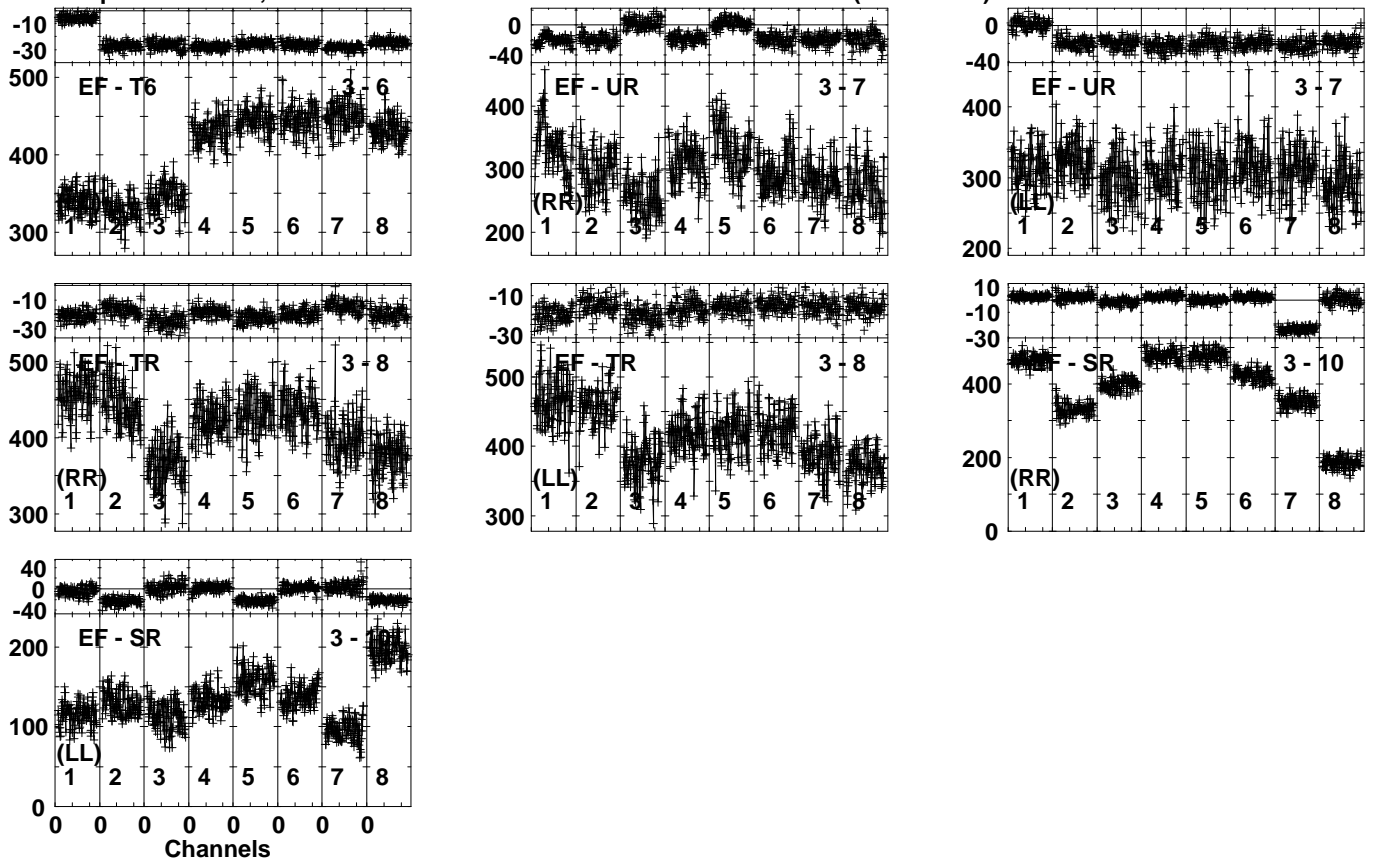 -10
-30
500
400
300
EF - T6 3 - 6
1 2 3 4 5 6 7 8
0
-40
400
300
200
EF - UR 3 - 7
(RR)
1 2 3 4 5 6 7 8
0
-40
400
300
200
EF - UR 3 - 7
(LL)
1 2 3 4 5 6 7 8
-10
-30
500
400
300
EF - TR 3 - 8
(RR)
1 2 3 4 5 6 7 8
-10
-30
500
400
300
EF - TR 3 - 8
(LL)
1 2 3 4 5 6 7 8
10
-10
-30
400
200
0
EF - SR 3 - 10
(RR)
1 2 3 4 5 6 7 8
40
0
-40
200
100
0
EF - SR 3 - 10
(LL)
1 2 3 4 5 6 7 8
0 0 0 0 0 0 0 0
Channels